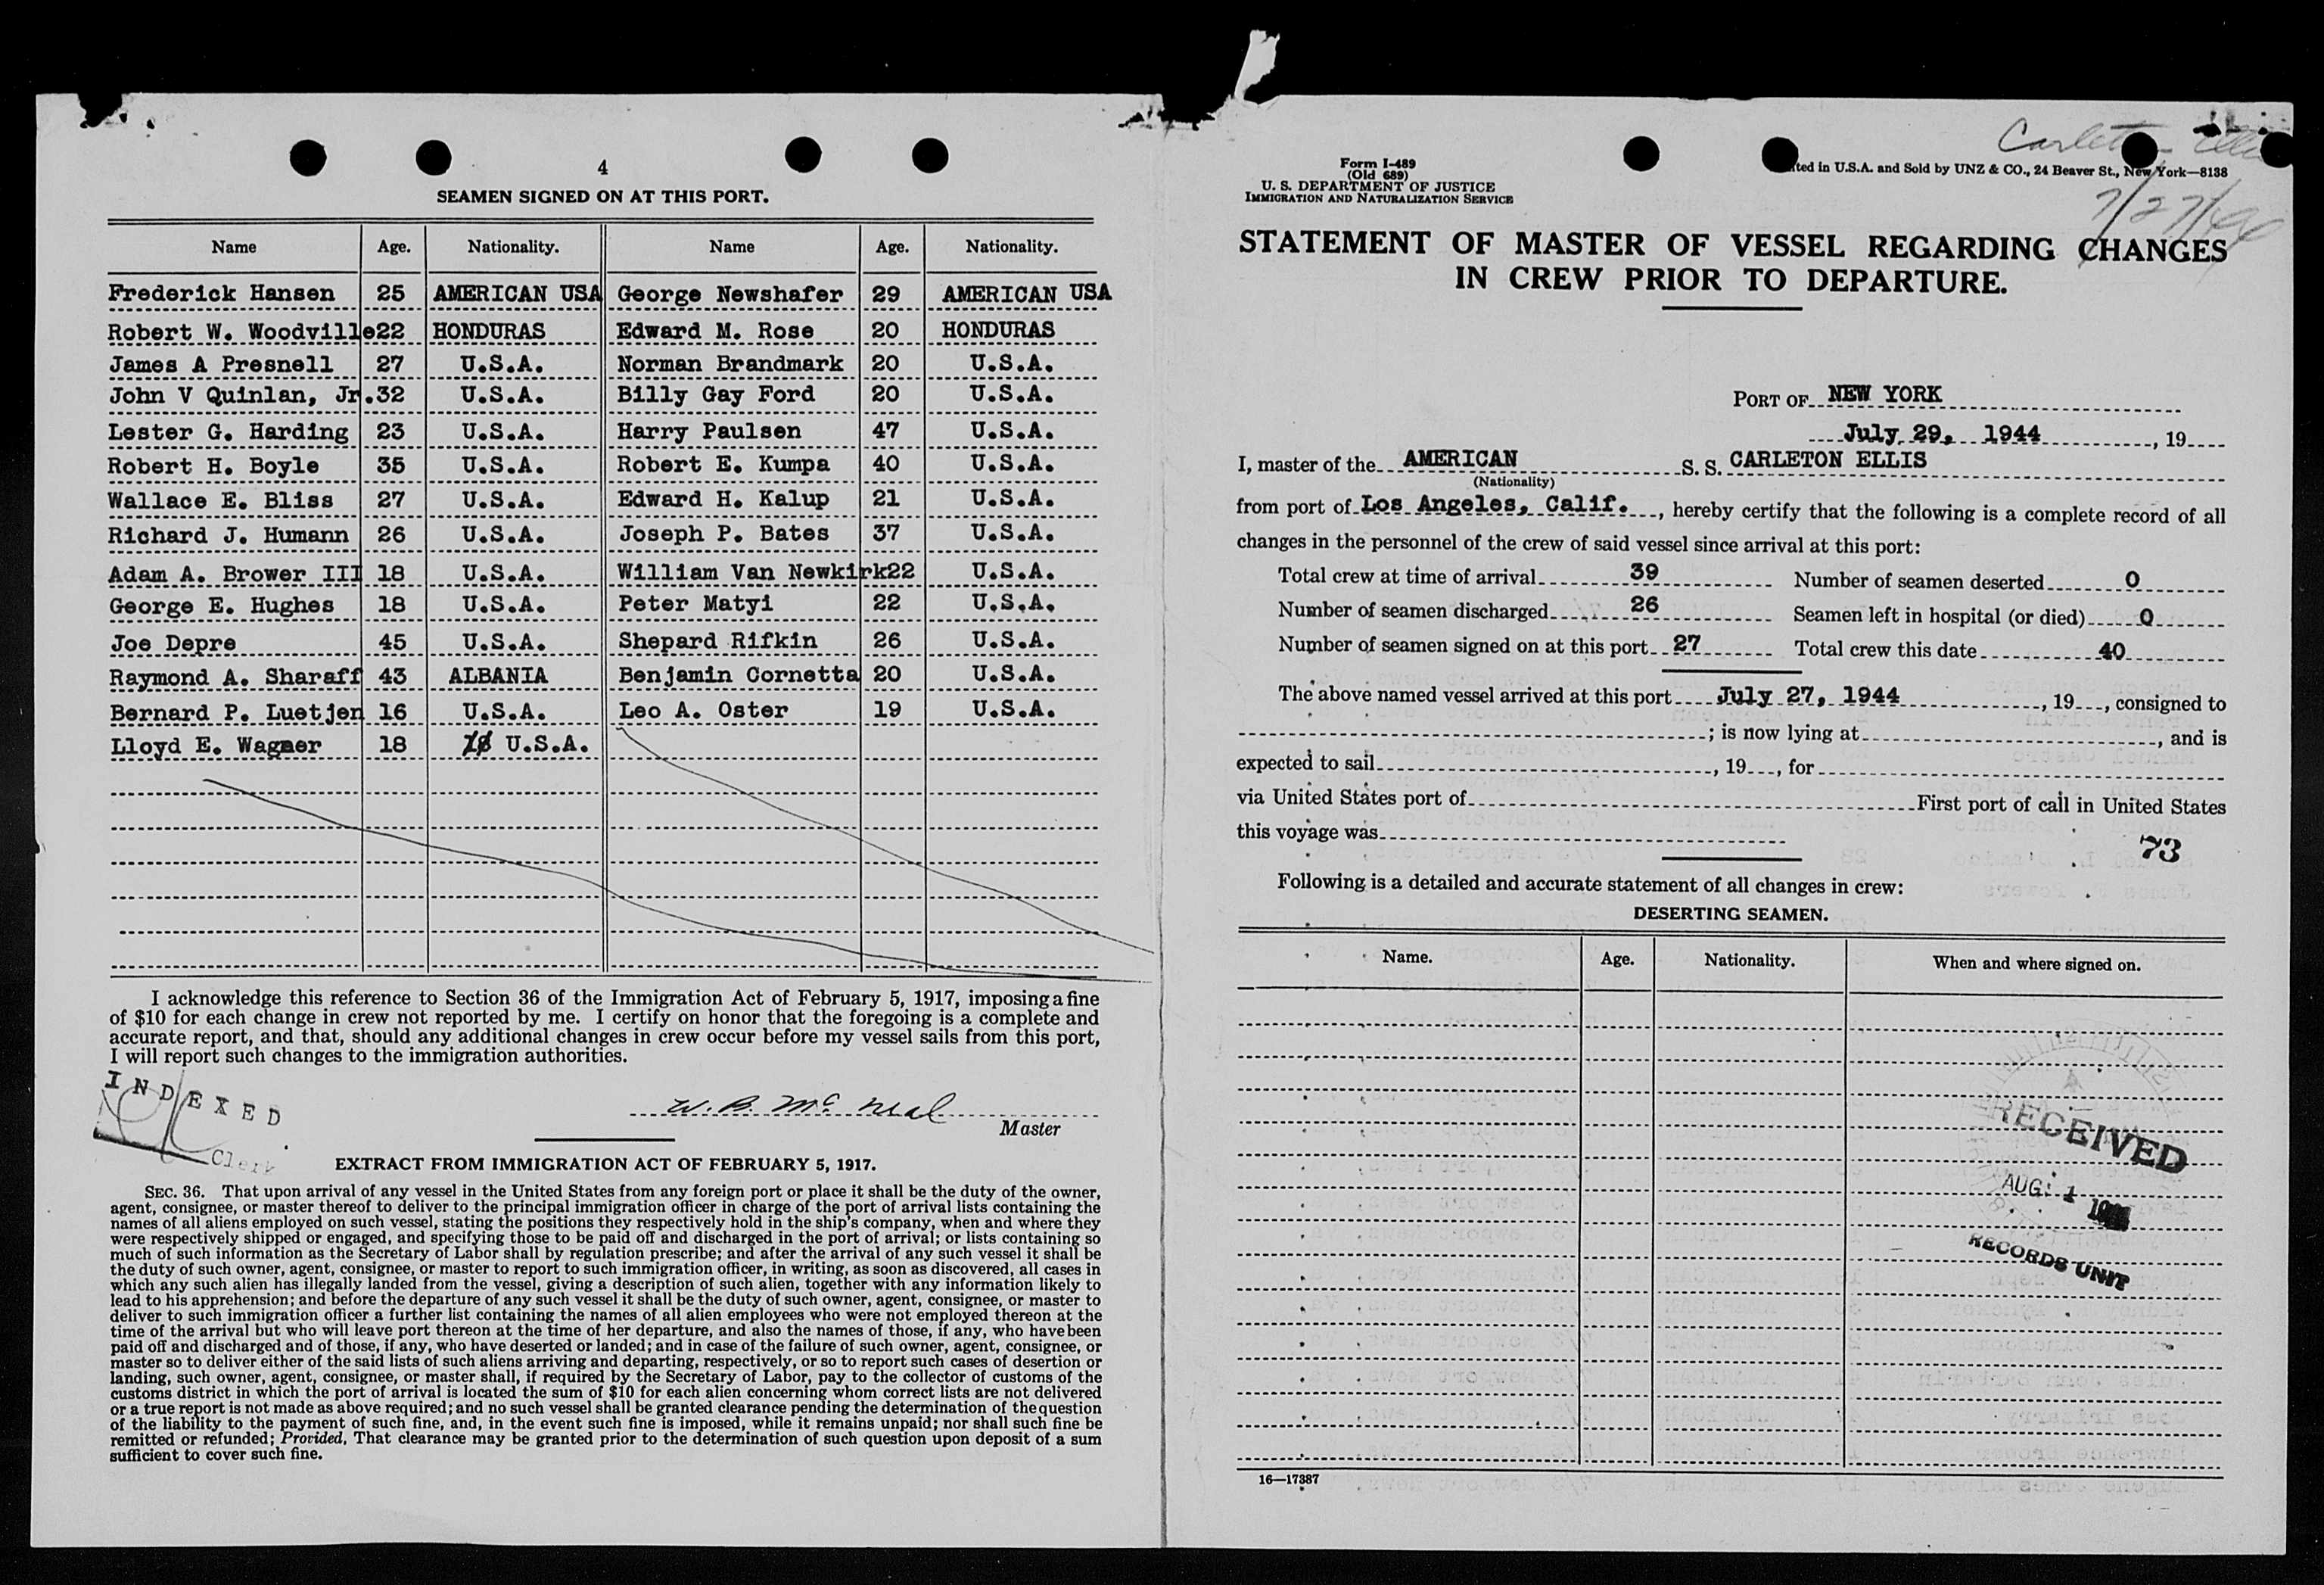 4
SEAMEN SIGNED ON AT THIS PORT.
Name Age. Nationality. Name Age. Nationality.
Frederick Hansen 25 AMERICAN USA George Newshafer 29 AMERICAN USA
Robert W. Woodville 22 HONDURAS Edward M. Rose 20 HONDURAS
James A Presnell 27 U.S.A. Norman Brandmark 20 U.S.A.
John V Quinlan, Jr. 32 U.S.A. Billy Gay Ford 20 U.S.A.
Lester G. Harding 23 U.S.A. Harry Paulsen 47 U.S.A.
Robert H. Boyle 35 U.S.A. Robert E. Kumpa 40 U.S.A.
Wallace E. Bliss 27 U.S.A. Edward H. Kalup 21 U.S.A.
Richard J. Humann 26 U.S.A. Joseph P. Bates 37 U.S.A.
Adam A. Brower III 18 U.S.A. William Van Newkirk 22 U.S.A.
George E. Hughes 18 U.S.A. Peter Matyi 22 U.S.A.
Joe Depre 45 U.S.A. Shepard Rifkin 26 U.S.A.
Raymond A. Sharaff 43 ALBANIA Benjamin Cornetta 20 U.S.A.
Bernard P. Luetjen 16 U.S.A. Leo A. Oster 19 U.S.A.
Lloyd E. Wagner 18 U.S.A.
I acknowledge this reference to Section 36 of the Immigration Act of February 5, 1917, imposing a fine
of $10 for each change in crew not reported by me. I certify on honor that the foregoing is a complete and
accurate report, and that, should any additional changes in crew occur before my vessel sails from this port,
I will report such changes to the immigration authorities.
INDEXED
W. B. McNeal
Master
Clerk
EXTRACT FROM IMMIGRATION ACT OF FEBRUARY 5, 1917.
SEC. 36. That upon arrival of any vessel in the United States from any foreign port or place it shall be the duty of the owner,
agent, consignee, or master thereof to deliver to the principal immigration officer in charge of the port of arrival lists containing the
names of all aliens employed on such vessel, stating the positions they respectively hold in the ship's company, when and where they
were respectively shipped or engaged, and specifying those to be paid off and discharged in the port of arrival; or lists containing so
much of such information as the Secretary of Labor shall by regulation prescribe; and after the arrival of any such vessel it shall be
the duty of such owner, agent, consignee, or master to report to such immigration officer, in writing, as soon as discovered, all cases in
which any such alien has illegally landed from the vessel, giving a description of such alien, together with any information likely to
lead to his apprehension; and before the departure of any such vessel it shall be the duty of such owner, agent, consignee, or master to
deliver to such immigration officer a further list containing the names of all alien employees who were not employed thereon at the
time of the arrival but who will leave port thereon at the time of her departure, and also the names of those, if any, who have been
paid off and discharged and of those, if any, who have deserted or landed; and in case of the failure of such owner, agent, consignee, or
master so to deliver either of the said lists of such aliens arriving and departing, respectively, or so to report such cases of desertion or
landing, such owner, agent, consignee, or master shall, if required by the Secretary of Labor, pay to the collector of customs of the
customs district in which the port of arrival is located the sum of $10 for each alien concerning whom correct lists are not delivered
or a true report is not made as above required; and no such vessel shall be granted clearance pending the determination of the question
of the liability to the payment of such fine, and, in the event such fine is imposed, while it remains unpaid; nor shall such fine be
remitted or refunded; Provided, That clearance may be granted prior to the determination of such question upon deposit of a sum
sufficient to cover such fine.
Form I-489
(Old 689)
U. S. DEPARTMENT OF JUSTICE
IMMIGRATION AND NATURALIZATION SERVICE
Carleton Ellis
ted in U.S.A. and Sold by UNZ & CO., 24 Beaver St., New York—8138
7/27/44
STATEMENT OF MASTER OF VESSEL REGARDING CHANGES
IN CREW PRIOR TO DEPARTURE.
PORT OF NEW YORK
July 29, 1944, 19
I, master of the AMERICAN S. S. CARLETON ELLIS
(Nationality)
from port of Los Angeles, Calif., hereby certify that the following is a complete record of all
changes in the personnel of the crew of said vessel since arrival at this port:
Total crew at time of arrival 39 Number of seamen deserted 0
Number of seamen discharged 26 Seamen left in hospital (or died) 0
Number of seamen signed on at this port 27 Total crew this date 40
The above named vessel arrived at this port July 27, 1944, 19, consigned to
; is now lying at, and is
expected to sail, 19, for
via United States port of First port of call in United States
this voyage was
73
Following is a detailed and accurate statement of all changes in crew:
DESERTING SEAMEN.
Name. Age. Nationality. When and where signed on.
RECEIVED
AUG 1
RECORDS UNIT
16—17387